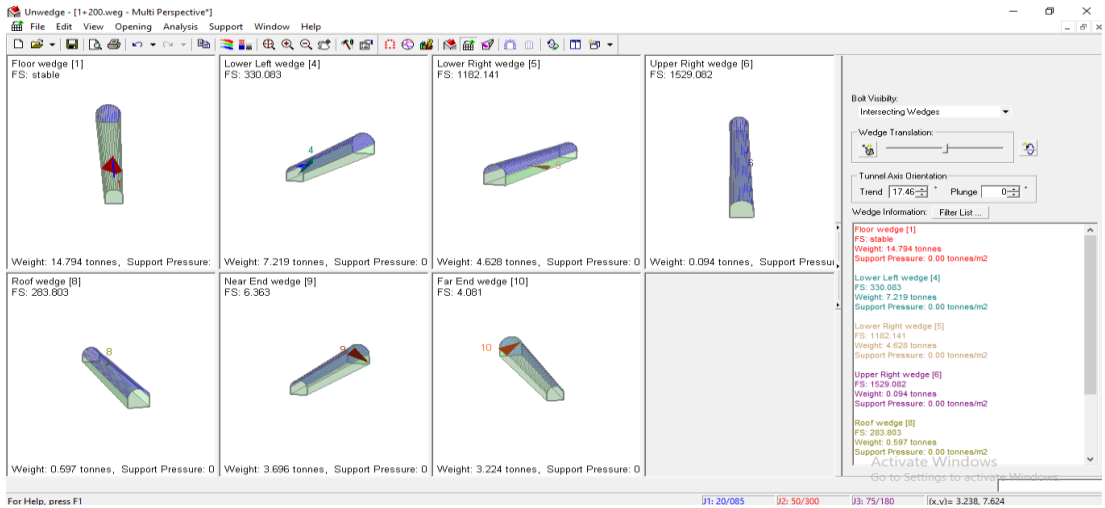 Unwedge - [1+200.weg - Multi Perspective*]
File Edit View Opening Analysis Support Window Help
Floor wedge [1]
FS: stable
Weight: 14.794 tonnes, Support Pressure:
Lower Left wedge [4]
FS: 330.083
4
Weight: 7.219 tonnes, Support Pressure: 0
Lower Right wedge [5]
FS: 1182.141
5
Weight: 4.628 tonnes, Support Pressure: 0
Upper Right wedge [6]
FS: 1529.082
6
Weight: 0.094 tonnes, Support Pressu
Roof wedge [8]
FS: 283.803
8
Weight: 0.597 tonnes, Support Pressure: 0
Near End wedge [9]
FS: 6.363
9
Weight: 3.696 tonnes, Support Pressure: 0
Far End wedge [10]
FS: 4.081
10
Weight: 3.224 tonnes, Support Pressure: 0
Bolt Visibilty:
Intersecting Wedges
Wedge Translation:
Tunnel Axis Orientation
Trend 17.46 ° Plunge 0 °
Wedge Information: Filter List ...
Floor wedge [1]
FS: stable
Weight: 14.794 tonnes
Support Pressure: 0.00 tonnes/m2
Lower Left wedge [4]
FS: 330.083
Weight: 7.219 tonnes
Support Pressure: 0.00 tonnes/m2
Lower Right wedge [5]
FS: 1182.141
Weight: 4.628 tonnes
Support Pressure: 0.00 tonnes/m2
Upper Right wedge [6]
FS: 1529.082
Weight: 0.094 tonnes
Support Pressure: 0.00 tonnes/m2
Roof wedge [8]
FS: 283.803
Weight: 0.597 tonnes
Support Pressure: 0.00 tonnes/m2
Activate Windows
Go to Settings to activate Windows.
For Help, press F1
J1: 20/085 J2: 50/300 J3: 75/180 (x,y)= 3.238, 7.624